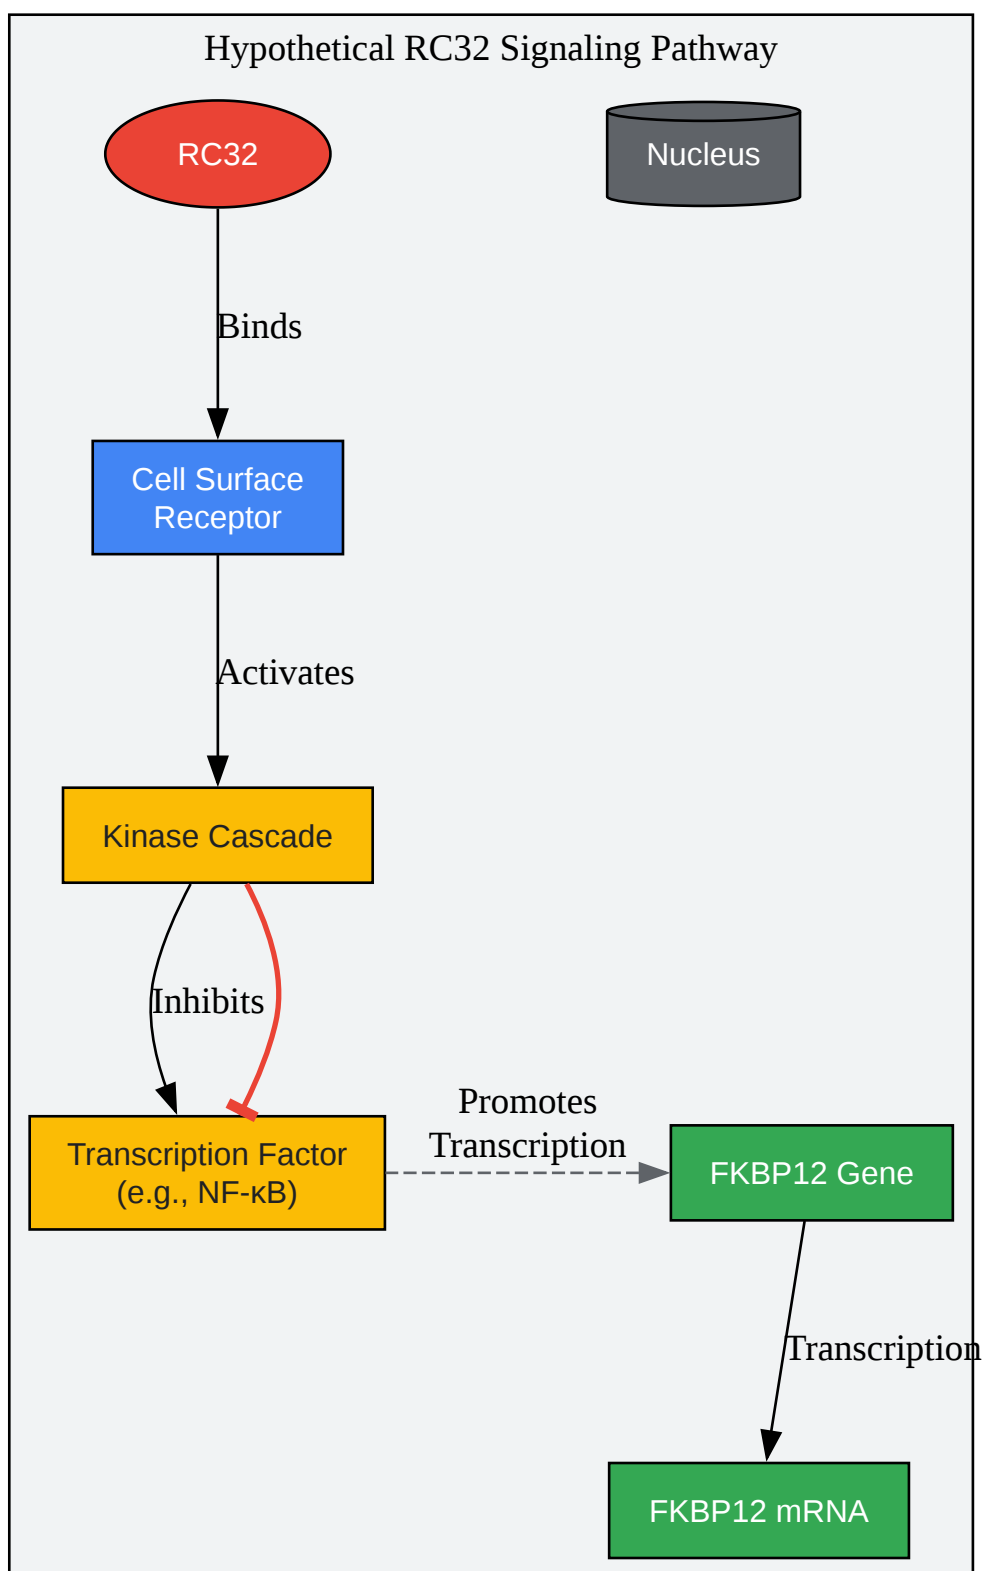 Hypothetical RC32 Signaling Pathway
RC32
Nucleus
Binds
Cell Surface
Receptor
Activates
Kinase Cascade
Inhibits
Promotes
Transcription
Transcription Factor
(e.g., NF-κB)
FKBP12 Gene
Transcription
FKBP12 mRNA